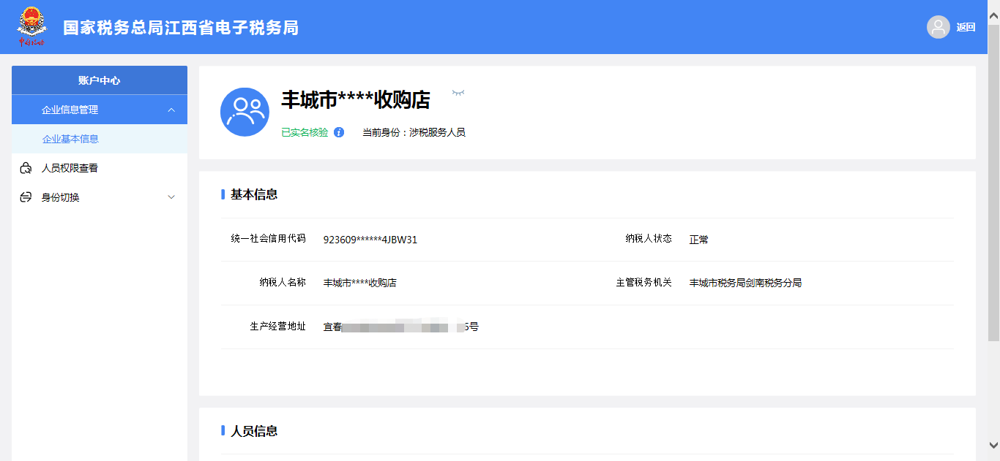 国家税务总局江西省电子税务局
返回
账户中心
企业信息管理
企业基本信息
人员权限查看
身份切换
丰城市****收购店
已实名核验 当前身份：涉税服务人员
基本信息
统一社会信用代码 923609******4JBW31 纳税人状态 正常
纳税人名称 丰城市****收购店 主管税务机关 丰城市税务局剑南税务分局
生产经营地址 宜春 5号
人员信息